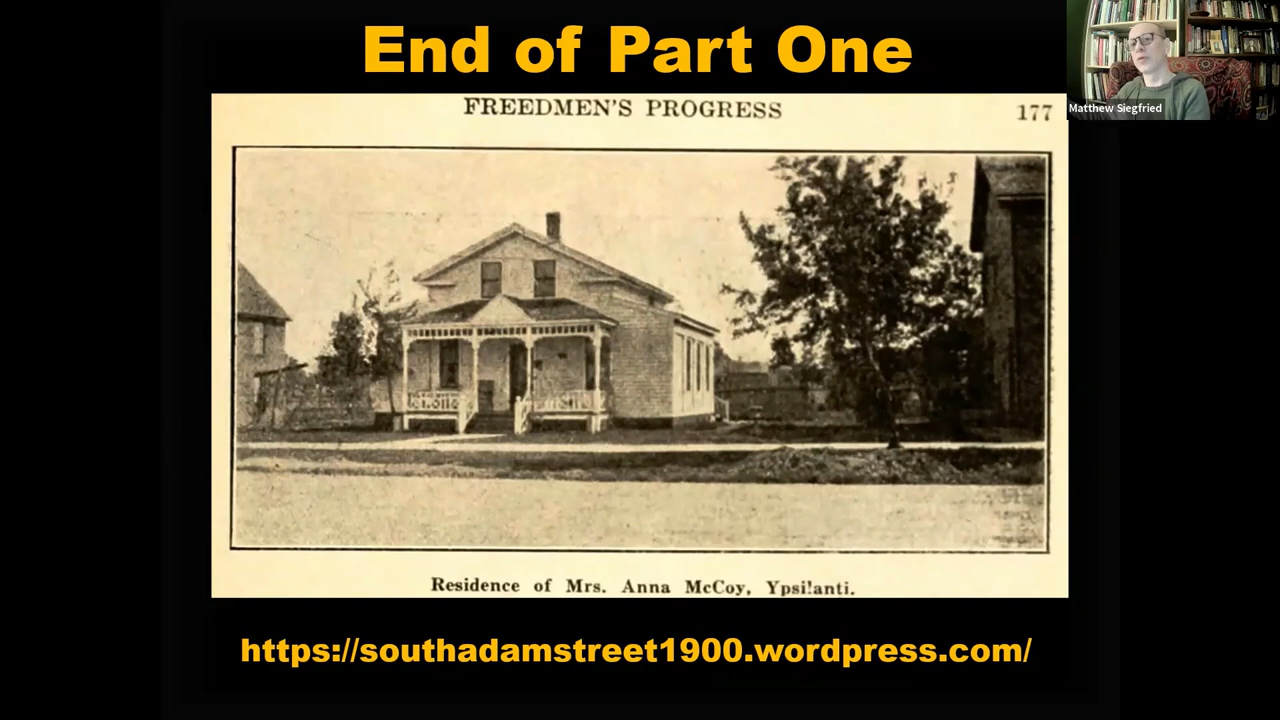 End of Part One
FREEDMEN'S PROGRESS 177
Matthew Siegfried
Residence of Mrs. Anna McCoy, Ypsilanti.
https://southadamstreet1900.wordpress.com/